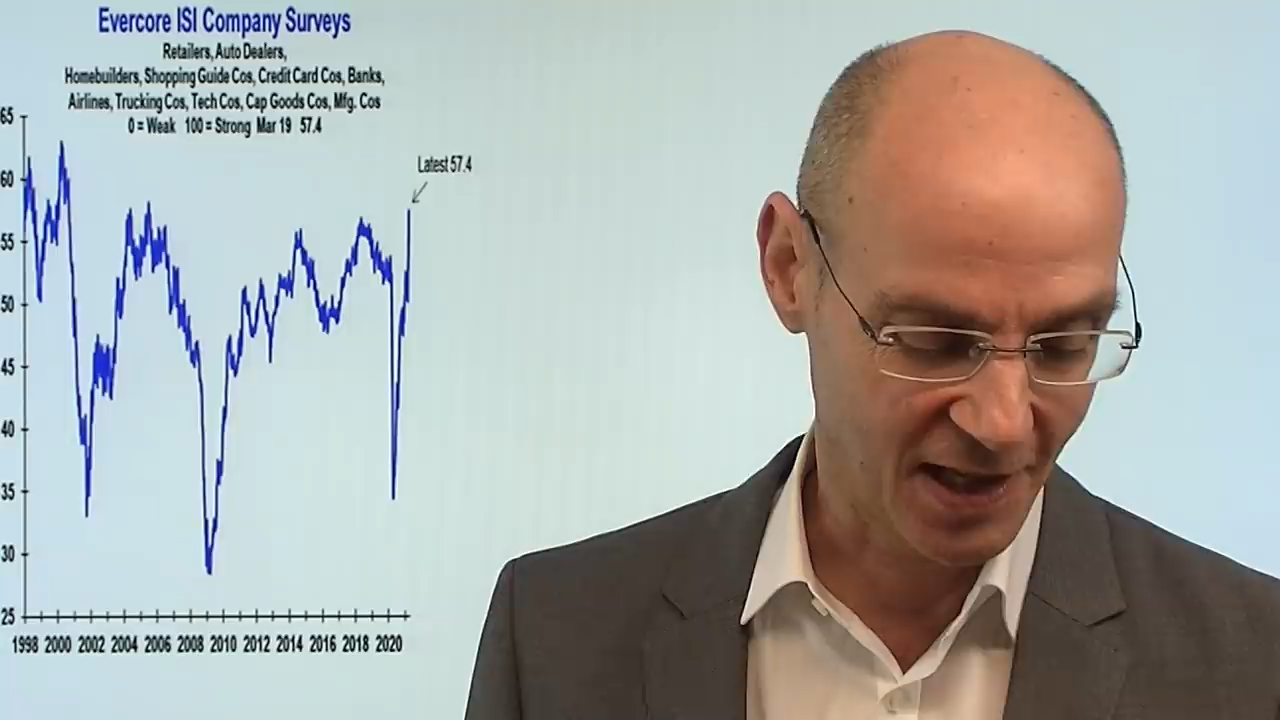 Evercore ISI Company Surveys
Retailers, Auto Dealers,
Homebuilders, Shopping Guide Cos, Credit Card Cos, Banks,
Airlines, Trucking Cos, Tech Cos, Cap Goods Cos, Mfg. Cos
0 = Weak 100 = Strong Mar 19 57.4
Latest 57.4
65
60
55
50
45
40
35
30
25
1998 2000 2002 2004 2006 2008 2010 2012 2014 2016 2018 2020